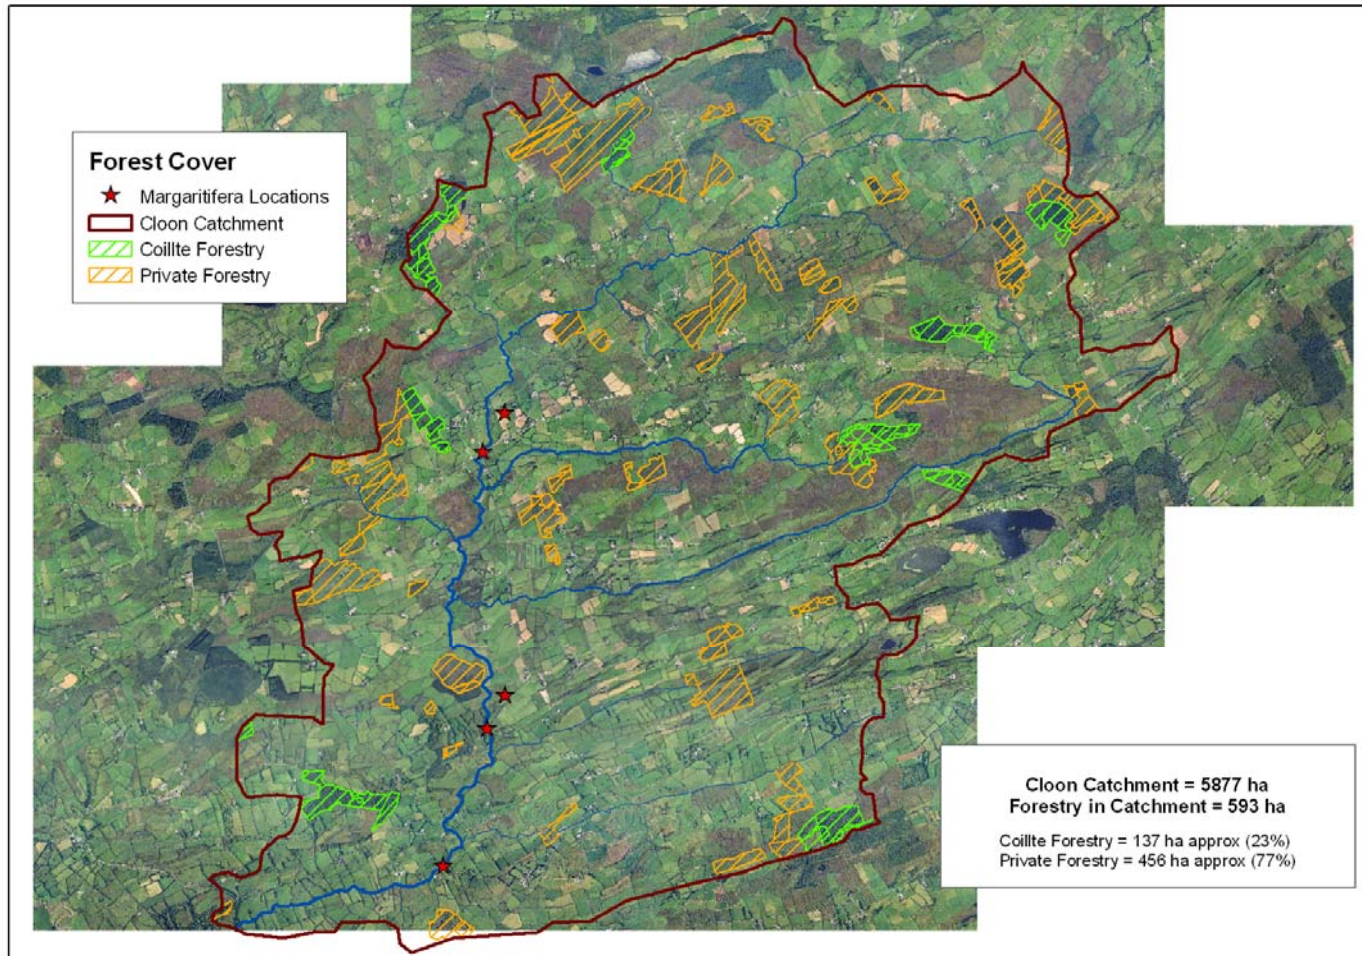 Forest Cover
Margaritifera Locations
Cloon Catchment
Coillte Forestry
Private Forestry
Cloon Catchment = 5877 ha
Forestry in Catchment = 593 ha
Coillte Forestry = 137 ha approx (23%)
Private Forestry = 456 ha approx (77%)